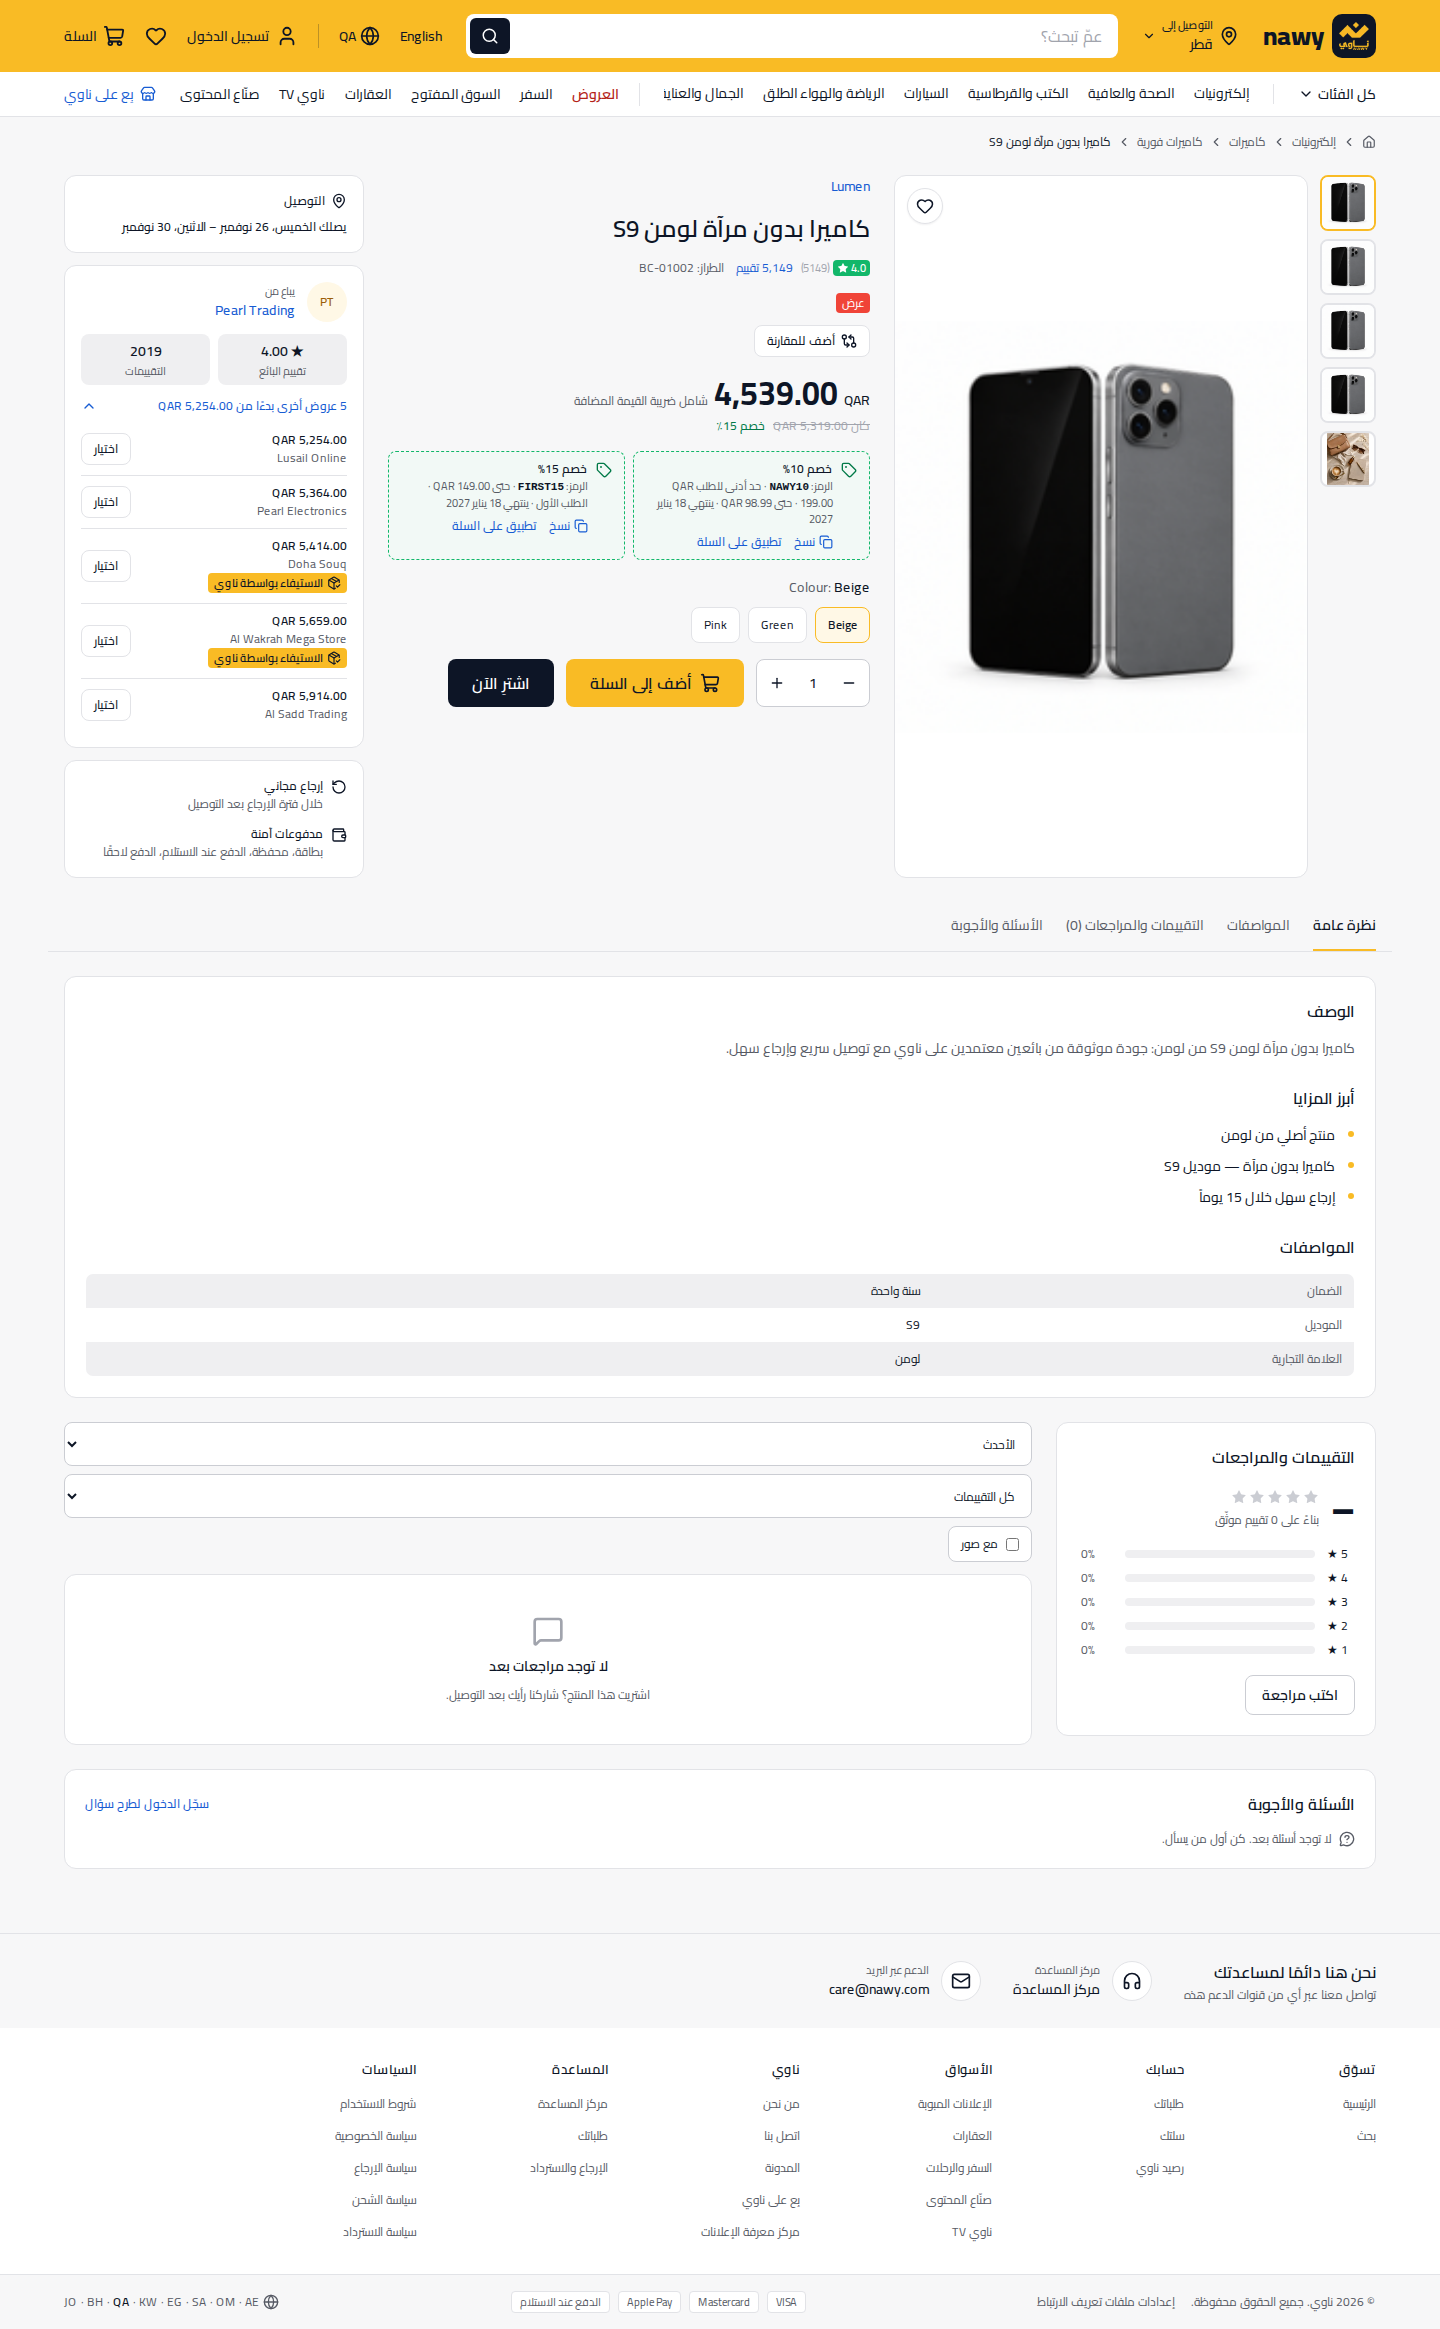 ناوي
NAWY
nawy
التوصيل إلى
قطر
عمّ تبحث؟
English
QA
تسجيل الدخول
السلة
كل الفئات
إلكترونيات
الصحة والعافية
الكتب والقرطاسية
السيارات
الرياضة والهواء الطلق
الجمال والعناية
العروض
السفر
السوق المفتوح
العقارات
ناوي TV
صنّاع المحتوى
بع على ناوي
إلكترونيات
كاميرات
كاميرات فورية
كاميرا بدون مرآة لومن S9
Lumen
كاميرا بدون مرآة لومن S9
4.0 ★ (5149) 5,149 تقييم الطراز: BC-01002
عرض
أضف للمقارنة
QAR 4,539.00 شامل ضريبة القيمة المضافة
كان QAR 5,319.00 خصم 15٪
خصم 10%
الرمز: NAWY10 · حد أدنى للطلب QAR
199.00 · حتى QAR 98.99 · ينتهي 18 يناير
2027
نسخ تطبيق على السلة
خصم 15%
الرمز: FIRST15 · حتى QAR 149.00 ·
الطلب الأول · ينتهي 18 يناير 2027
نسخ تطبيق على السلة
Colour: Beige
Beige
Green
Pink
− 1 +
أضف إلى السلة
اشترِ الآن
التوصيل
يصلك الخميس، 26 نوفمبر – الاثنين، 30 نوفمبر
PT
يباع من
Pearl Trading
★ 4.00
تقييم البائع
2019
التقييمات
5 عروض أخرى بدءًا من QAR 5,254.00
QAR 5,254.00
Lusail Online
اختيار
QAR 5,364.00
Pearl Electronics
اختيار
QAR 5,414.00
Doha Souq
الاستيفاء بواسطة ناوي
اختيار
QAR 5,659.00
Al Wakrah Mega Store
الاستيفاء بواسطة ناوي
اختيار
QAR 5,914.00
Al Sadd Trading
اختيار
إرجاع مجاني
خلال فترة الإرجاع بعد التوصيل
مدفوعات آمنة
بطاقة، محفظة، الدفع عند الاستلام، الدفع لاحقًا
نظرة عامة
المواصفات
التقييمات والمراجعات (0)
الأسئلة والأجوبة
الوصف
كاميرا بدون مرآة لومن S9 من لومن: جودة موثوقة من بائعين معتمدين على ناوي مع توصيل سريع وإرجاع سهل.
أبرز المزايا
منتج أصلي من لومن
كاميرا بدون مرآة — موديل S9
إرجاع سهل خلال 15 يوماً
المواصفات
الضمان سنة واحدة
الموديل S9
العلامة التجارية لومن
التقييمات والمراجعات
–
بناءً على 0 تقييم موثّق
5 ★ 0%
4 ★ 0%
3 ★ 0%
2 ★ 0%
1 ★ 0%
اكتب مراجعة
الأحدث
كل التقييمات
مع صور
لا توجد مراجعات بعد
اشتريت هذا المنتج؟ شاركنا رأيك بعد التوصيل.
الأسئلة والأجوبة
سجّل الدخول لطرح سؤال
لا توجد أسئلة بعد. كن أول من يسأل.
نحن هنا دائمًا لمساعدتك
تواصل معنا عبر أي من قنوات الدعم هذه
مركز المساعدة
مركز المساعدة
الدعم عبر البريد
care@nawy.com
تسوّق
الرئيسية
بحث
حسابك
طلباتك
سلتك
رصيد ناوي
الأسواق
الإعلانات المبوبة
العقارات
السفر والرحلات
صنّاع المحتوى
ناوي TV
ناوي
من نحن
اتصل بنا
المدونة
بع على ناوي
مركز معرفة الإعلانات
المساعدة
مركز المساعدة
طلباتك
الإرجاع والاسترداد
السياسات
شروط الاستخدام
سياسة الخصوصية
سياسة الإرجاع
سياسة الشحن
سياسة الاسترداد
© 2026 ناوي. جميع الحقوق محفوظة.
إعدادات ملفات تعريف الارتباط
VISA
Mastercard
Apple Pay
الدفع عند الاستلام
JO · BH · QA · KW · EG · SA · OM · AE